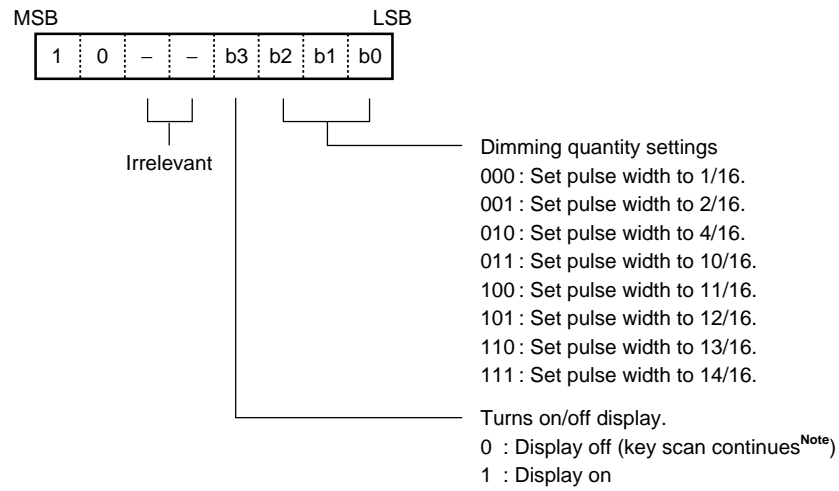 MSB LSB
1 0 – – b3 b2 b1 b0
Irrelevant
Dimming quantity settings
000 : Set pulse width to 1/16.
001 : Set pulse width to 2/16.
010 : Set pulse width to 4/16.
011 : Set pulse width to 10/16.
100 : Set pulse width to 11/16.
101 : Set pulse width to 12/16.
110 : Set pulse width to 13/16.
111 : Set pulse width to 14/16.
Turns on/off display.
0 : Display off (key scan continuesNote)
1 : Display on